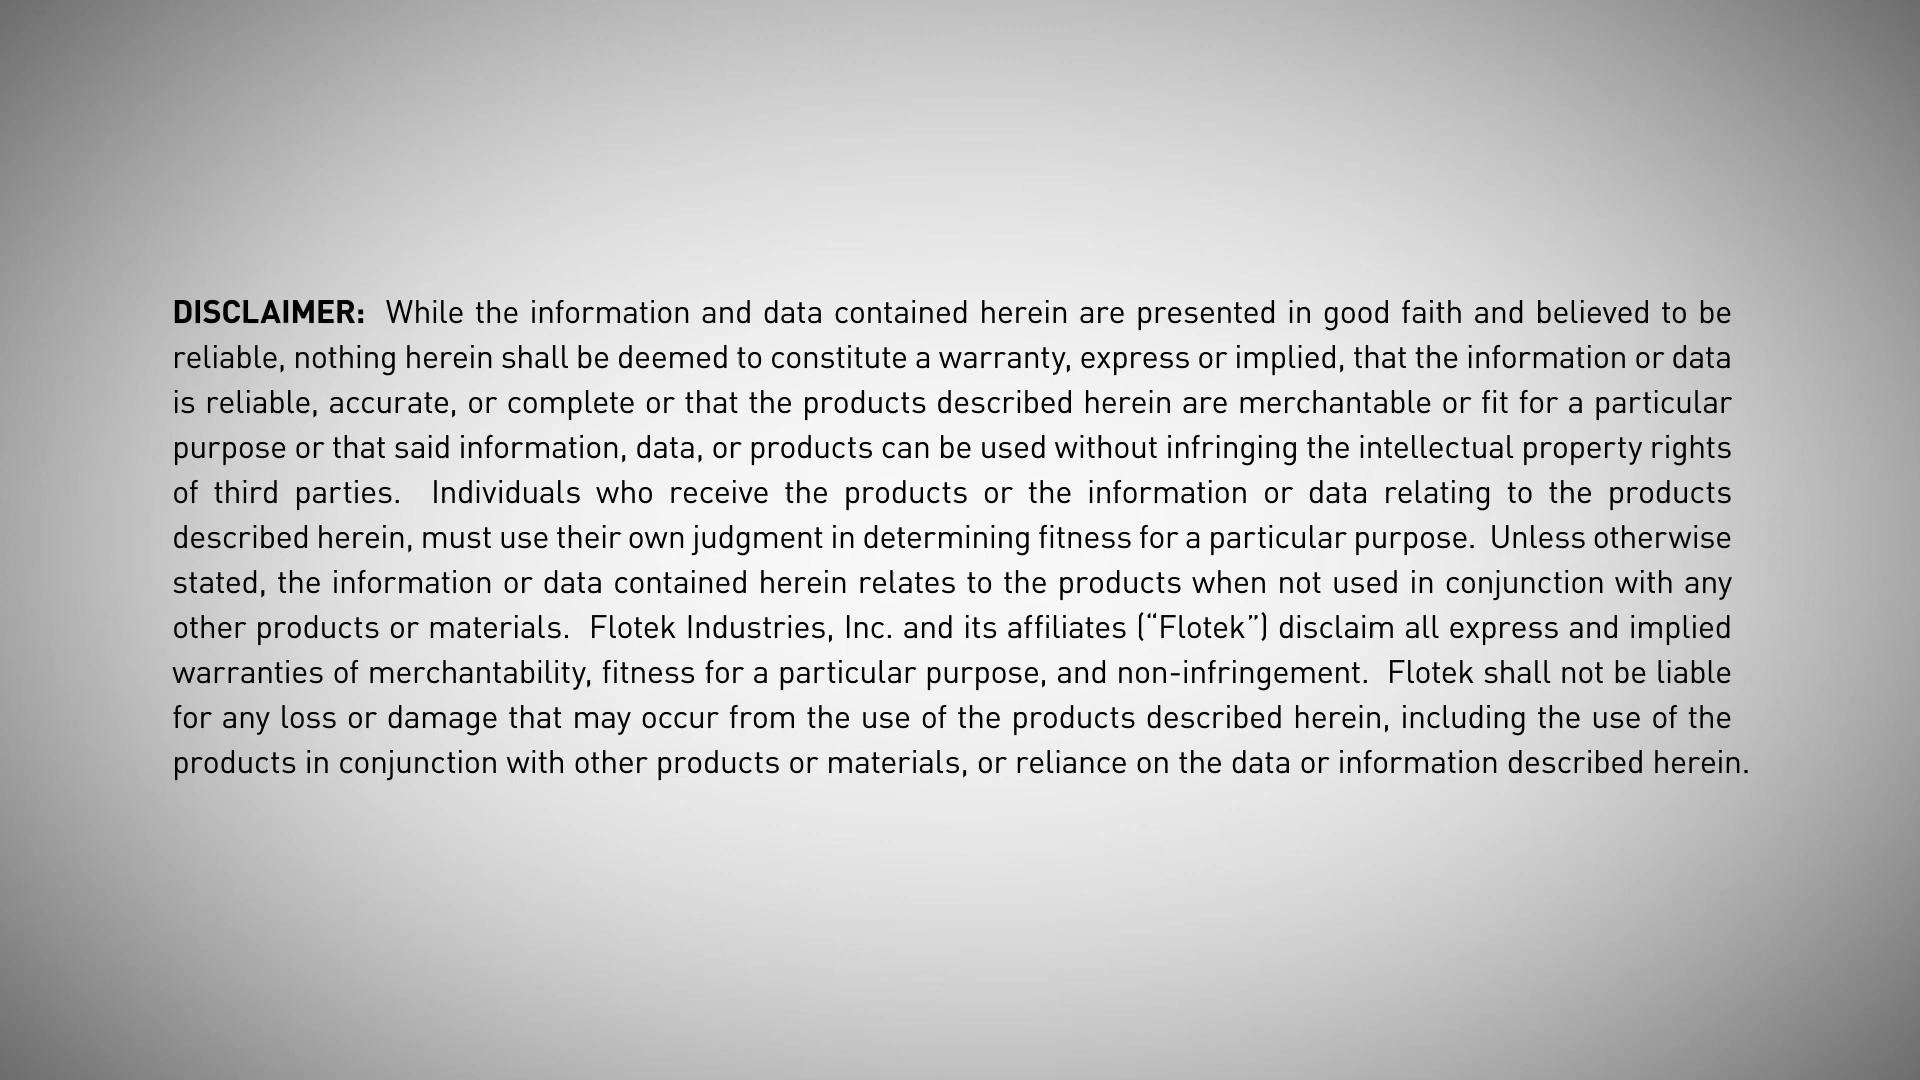 DISCLAIMER: While the information and data contained herein are presented in good faith and believed to be
reliable, nothing herein shall be deemed to constitute a warranty, express or implied, that the information or data
is reliable, accurate, or complete or that the products described herein are merchantable or fit for a particular
purpose or that said information, data, or products can be used without infringing the intellectual property rights
of third parties. Individuals who receive the products or the information or data relating to the products
described herein, must use their own judgment in determining fitness for a particular purpose. Unless otherwise
stated, the information or data contained herein relates to the products when not used in conjunction with any
other products or materials. Flotek Industries, Inc. and its affiliates (“Flotek”) disclaim all express and implied
warranties of merchantability, fitness for a particular purpose, and non-infringement. Flotek shall not be liable
for any loss or damage that may occur from the use of the products described herein, including the use of the
products in conjunction with other products or materials, or reliance on the data or information described herein.